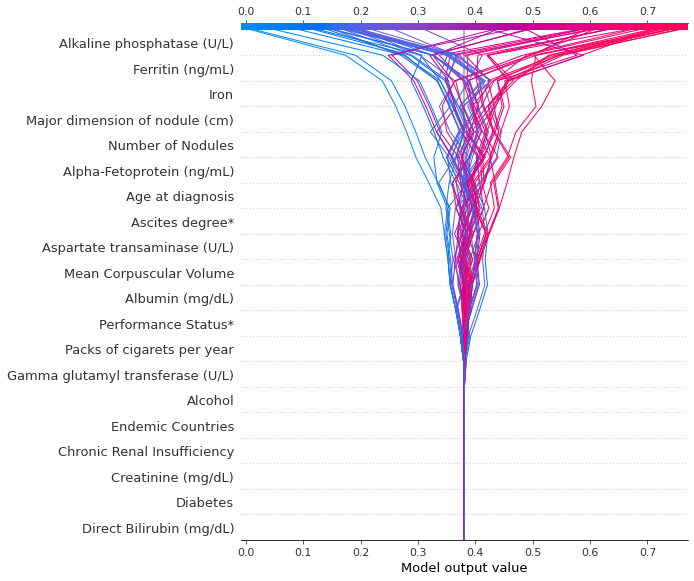 0.0 0.1 0.2 0.3 0.4 0.5 0.6 0.7
Alkaline phosphatase (U/L)
Ferritin (ng/mL)
Iron
Major dimension of nodule (cm)
Number of Nodules
Alpha-Fetoprotein (ng/mL)
Age at diagnosis
Ascites degree*
Aspartate transaminase (U/L)
Mean Corpuscular Volume
Albumin (mg/dL)
Performance Status*
Packs of cigarets per year
Gamma glutamyl transferase (U/L)
Alcohol
Endemic Countries
Chronic Renal Insufficiency
Creatinine (mg/dL)
Diabetes
Direct Bilirubin (mg/dL)
0.0 0.1 0.2 0.3 0.4 0.5 0.6 0.7
Model output value